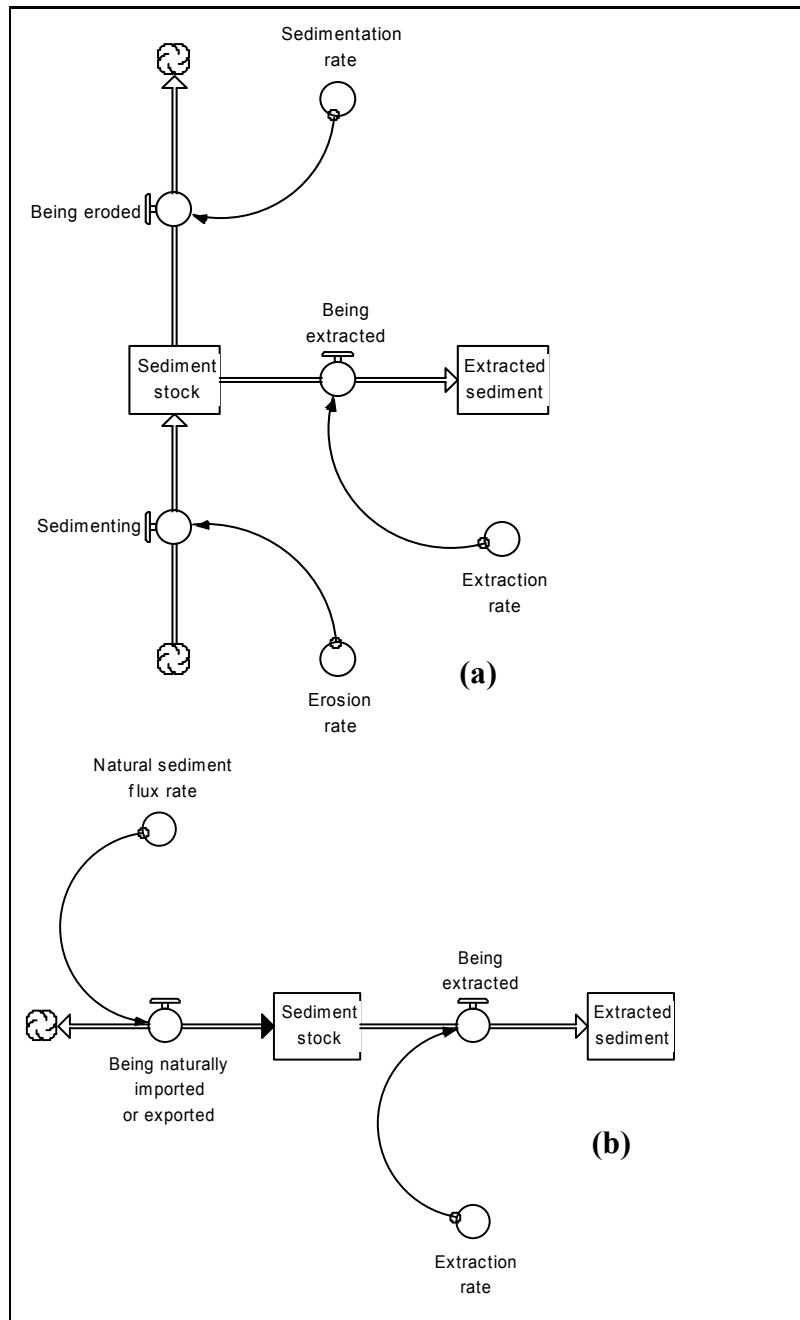 Sedimentation
rate
Being eroded
Being
extracted
Sediment
stock
Extracted
sediment
Sedimenting
Extraction
rate
Erosion
rate
(a)
Natural sediment
flux rate
Being
extracted
Sediment
stock
Extracted
sediment
Being naturally
imported
or exported
(b)
Extraction
rate